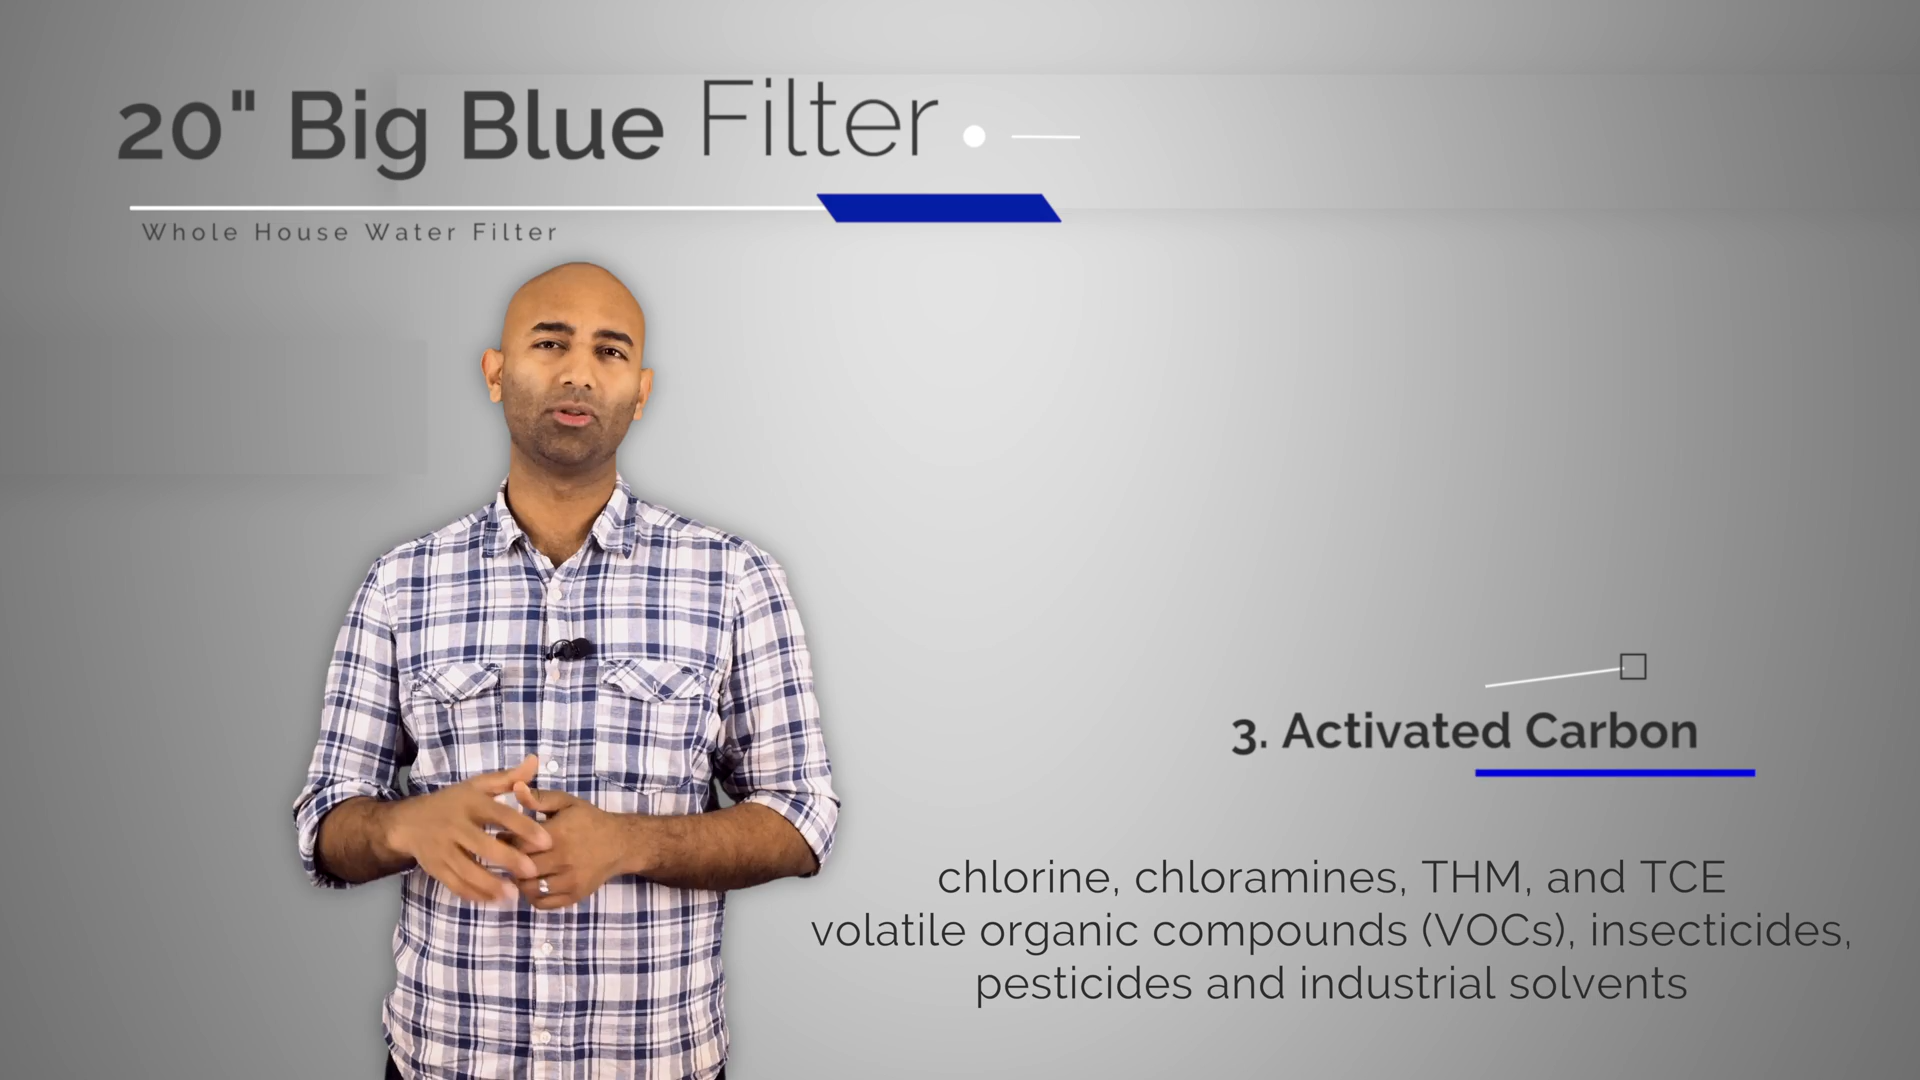 20" Big Blue Filter
Whole House Water Filter
3. Activated Carbon
chlorine, chloramines, THM, and TCE
volatile organic compounds (VOCs), insecticides,
pesticides and industrial solvents